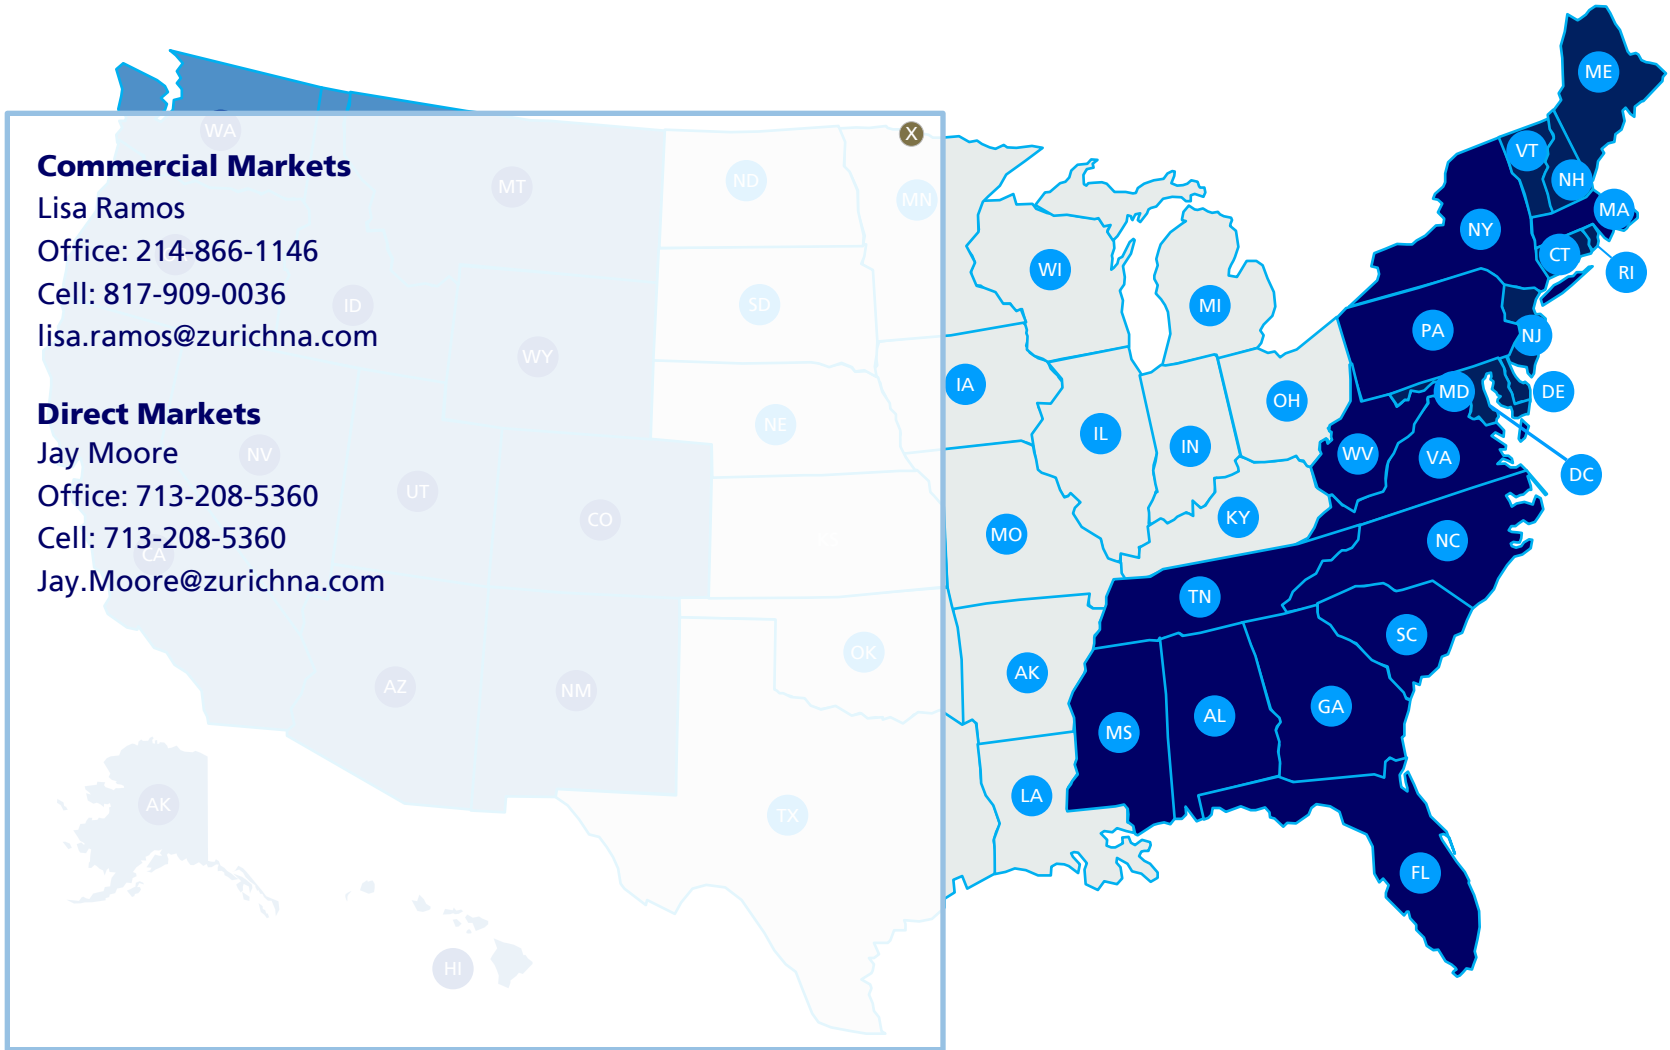 Commercial Markets
Lisa Ramos
Office: 214-866-1146
Cell: 817-909-0036
lisa.ramos@zurichna.com
Direct Markets
Jay Moore
Office: 713-208-5360
Cell: 713-208-5360
Jay.Moore@zurichna.com
X
WA
MT
ND
MN
ID
SD
WY
NE
NV
UT
CO
CA
OK
AZ
NM
TX
AK
HI
ME
VT
NH
MA
NY
CT
RI
WI
MI
PA
NJ
IA
OH
MD
DE
IL
IN
WV
VA
DC
MO
KY
NC
TN
SC
AK
MS
AL
GA
LA
FL